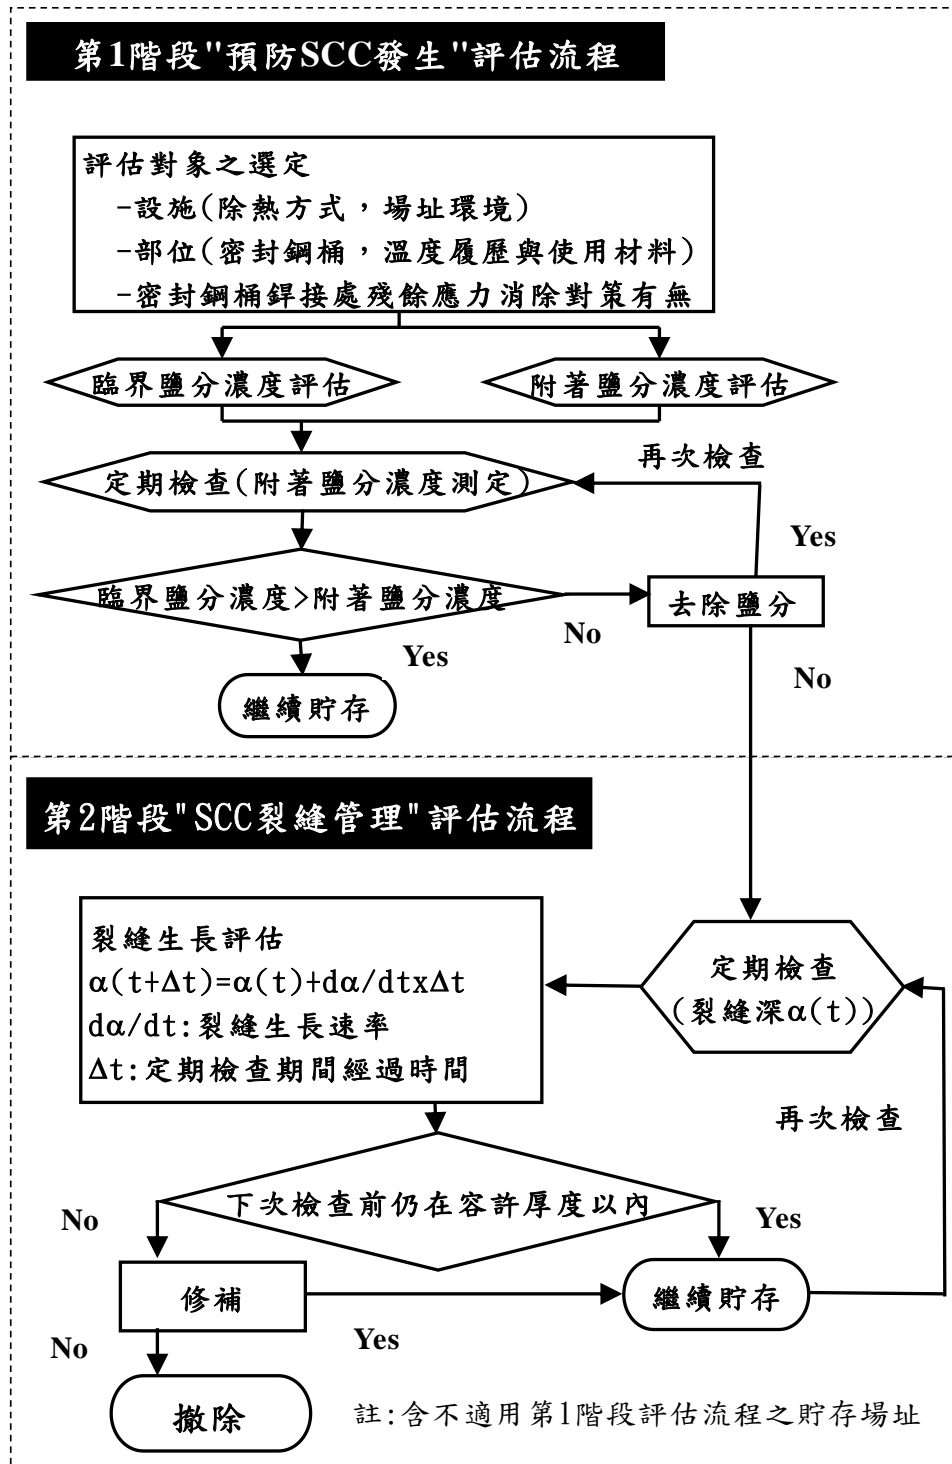 第1階段"預防SCC發生"評估流程
評估對象之選定
-設施(除熱方式，場址環境)
-部位(密封鋼桶，溫度履歷與使用材料)
-密封鋼桶銲接處殘餘應力消除對策有無
臨界鹽分濃度評估
附著鹽分濃度評估
再次檢查
定期檢查(附著鹽分濃度測定)
Yes
臨界鹽分濃度>附著鹽分濃度
去除鹽分
No
Yes
No
繼續貯存
第2階段"SCC裂縫管理"評估流程
裂縫生長評估
α(t+Δt)=α(t)+dα/dtxΔt
dα/dt:裂縫生長速率
Δt:定期檢查期間經過時間
定期檢查
(裂縫深α(t))
再次檢查
下次檢查前仍在容許厚度以內
No
Yes
修補
繼續貯存
No
Yes
撤除
註:含不適用第1階段評估流程之貯存場址